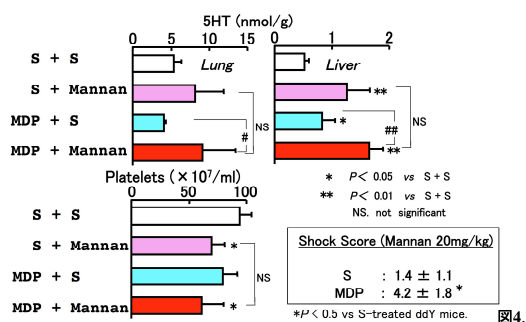 5HT (nmol/g)
0 5 10 15 0 1 2
S + S Lung Liver
S + Mannan ** NS NS
MDP + S # * ##
MDP + Mannan **
Platelets (×10⁷/ml)
0 50 100
* P< 0.05 vs S+S
** P< 0.01 vs S+S
NS. not significant
S + S
S + Mannan *
MDP + S NS
MDP + Mannan *
Shock Score (Mannan 20mg/kg)
S : 1.4 ± 1.1
MDP : 4.2 ± 1.8 *
*P< 0.5 vs S-treated ddY mice.
図4.